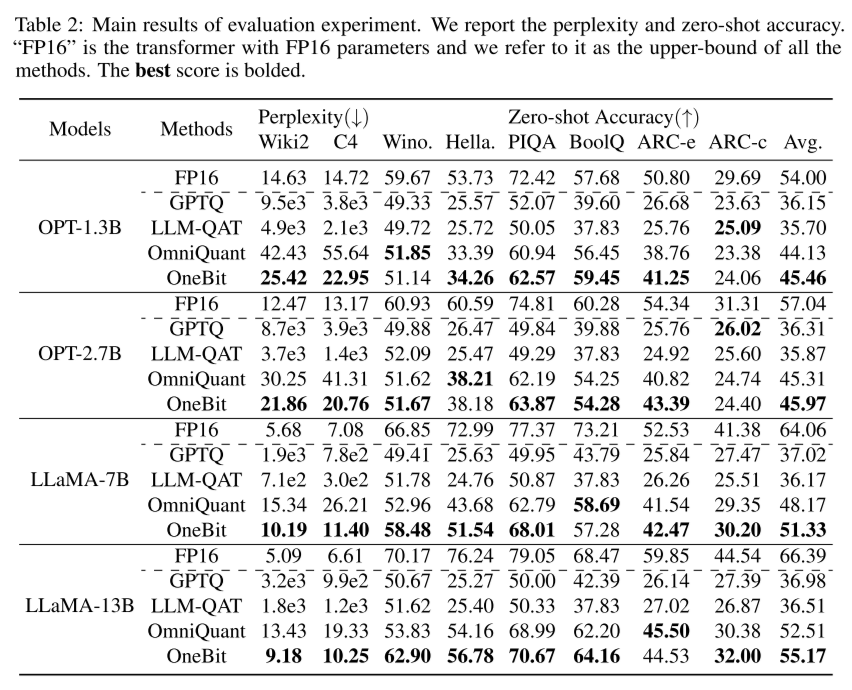 Table 2: Main results of evaluation experiment. We report the perplexity and zero-shot accuracy.
“FP16” is the transformer with FP16 parameters and we refer to it as the upper-bound of all the
methods. The best score is bolded.
Models Methods Perplexity(↓) Zero-shot Accuracy(↑)
Wiki2 C4 Wino. Hella. PIQA BoolQ ARC-e ARC-c Avg.
FP16 14.63 14.72 59.67 53.73 72.42 57.68 50.80 29.69 54.00
GPTQ 9.5e3 3.8e3 49.33 25.57 52.07 39.60 26.68 23.63 36.15
OPT-1.3B LLM-QAT 4.9e3 2.1e3 49.72 25.72 50.05 37.83 25.76 25.09 35.70
OmniQuant 42.43 55.64 51.85 33.39 60.94 56.45 38.76 23.38 44.13
OneBit 25.42 22.95 51.14 34.26 62.57 59.45 41.25 24.06 45.46
FP16 12.47 13.17 60.93 60.59 74.81 60.28 54.34 31.31 57.04
GPTQ 8.7e3 3.9e3 49.88 26.47 49.84 39.88 25.76 26.02 36.31
OPT-2.7B LLM-QAT 3.7e3 1.4e3 52.09 25.47 49.29 37.83 24.92 25.60 35.87
OmniQuant 30.25 41.31 51.62 38.21 62.19 54.25 40.82 24.74 45.31
OneBit 21.86 20.76 51.67 38.18 63.87 54.28 43.39 24.40 45.97
FP16 5.68 7.08 66.85 72.99 77.37 73.21 52.53 41.38 64.06
GPTQ 1.9e3 7.8e2 49.41 25.63 49.95 43.79 25.84 27.47 37.02
LLaMA-7B LLM-QAT 7.1e2 3.0e2 51.78 24.76 50.87 37.83 26.26 25.51 36.17
OmniQuant 15.34 26.21 52.96 43.68 62.79 58.69 41.54 29.35 48.17
OneBit 10.19 11.40 58.48 51.54 68.01 57.28 42.47 30.20 51.33
FP16 5.09 6.61 70.17 76.24 79.05 68.47 59.85 44.54 66.39
GPTQ 3.2e3 9.9e2 50.67 25.27 50.00 42.39 26.14 27.39 36.98
LLaMA-13B LLM-QAT 1.8e3 1.2e3 51.62 25.40 50.33 37.83 27.02 26.87 36.51
OmniQuant 13.43 19.33 53.83 54.16 68.99 62.20 45.50 30.38 52.51
OneBit 9.18 10.25 62.90 56.78 70.67 64.16 44.53 32.00 55.17